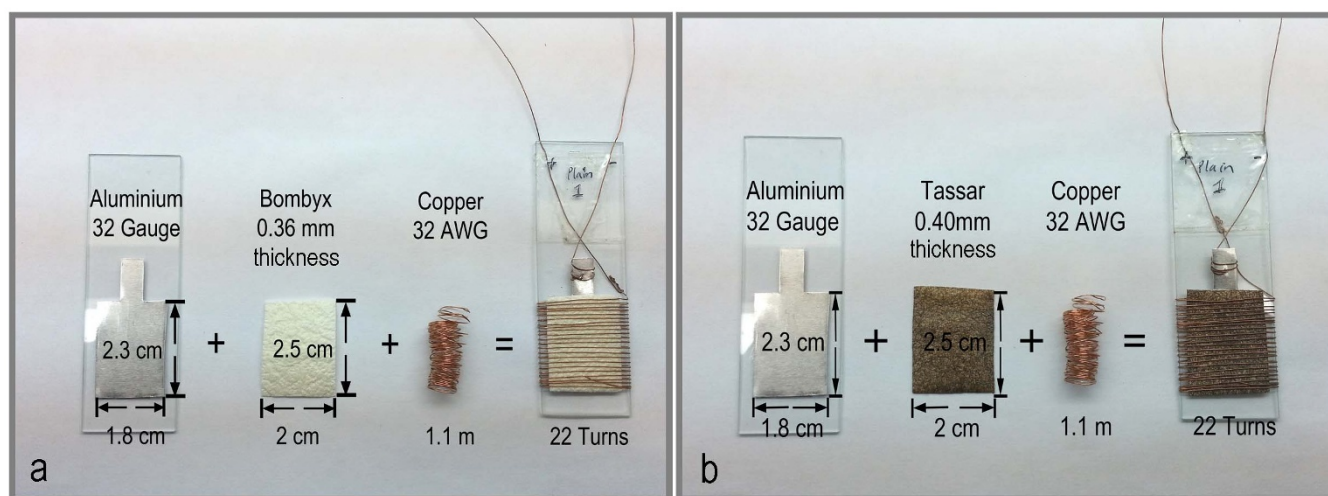 Aluminium
32 Gauge
Bombyx
0.36 mm
thickness
Copper
32 AWG
+
Plain
II
-
2.3 cm
+
2.5 cm
+
=
1.8 cm
2 cm
1.1 m
22 Turns
a
Aluminium
32 Gauge
Tassar
0.40mm
thickness
Copper
32 AWG
+
Plain
II
-
2.3 cm
+
2.5 cm
+
=
1.8 cm
2 cm
1.1 m
22 Turns
b